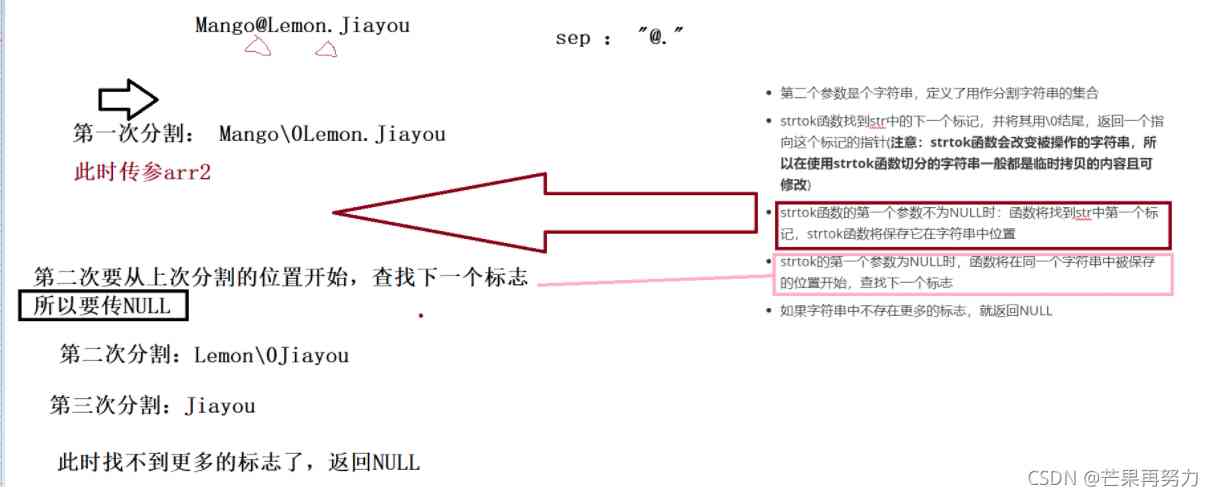 Mango@Lemon.Jiayou
sep : "@."
第一次分割： Mango\0Lemon.Jiayou
此时传参arr2
第二次要从上次分割的位置开始，查找下一个标志
所以要传NULL
第二次分割：Lemon\0Jiayou
第三次分割：Jiayou
此时找不到更多的标志了，返回NULL
• 第二个参数是个字符串，定义了用作分割字符串的集合
• strtok函数找到str中的下一个标记，并将其用\0结尾，返回一个指
向这个标记的指针(注意：strtok函数会改变被操作的字符串，所
以在使用strtok函数切分的字符串一般都是临时拷贝的内容且可
修改)
• strtok函数的第一个参数不为NULL时：函数将找到str中第一个标
记，strtok函数将保存它在字符串中位置
• strtok的第一个参数为NULL时，函数将在同一个字符串中被保存
的位置开始，查找下一个标志
• 如果字符串中不存在更多的标志，就返回NULL
CSDN @芒果再努力